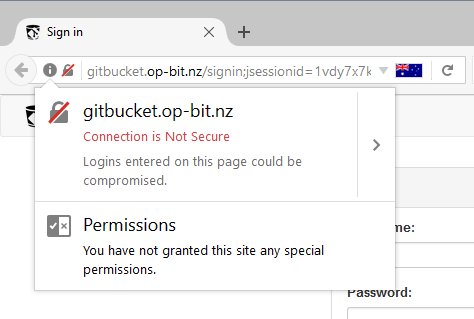 Sign in
gitbucket.op-bit.nz/signin;jsessionid=1vdy7x7k
gitbucket.op-bit.nz
Connection is Not Secure
Logins entered on this page could be
compromised.
Permissions
You have not granted this site any special
permissions.
me:
Password: